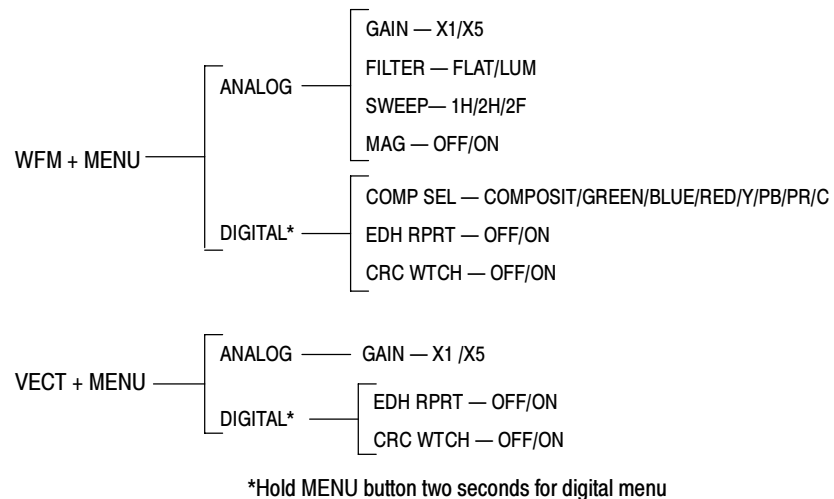 GAIN — X1/X5
FILTER — FLAT/LUM
ANALOG
SWEEP— 1H/2H/2F
MAG — OFF/ON
WFM + MENU
COMP SEL — COMPOSIT/GREEN/BLUE/RED/Y/PB/PR/C
DIGITAL*
EDH RPRT — OFF/ON
CRC WTCH — OFF/ON
ANALOG
GAIN — X1 /X5
VECT + MENU
EDH RPRT — OFF/ON
DIGITAL*
CRC WTCH — OFF/ON
*Hold MENU button two seconds for digital menu